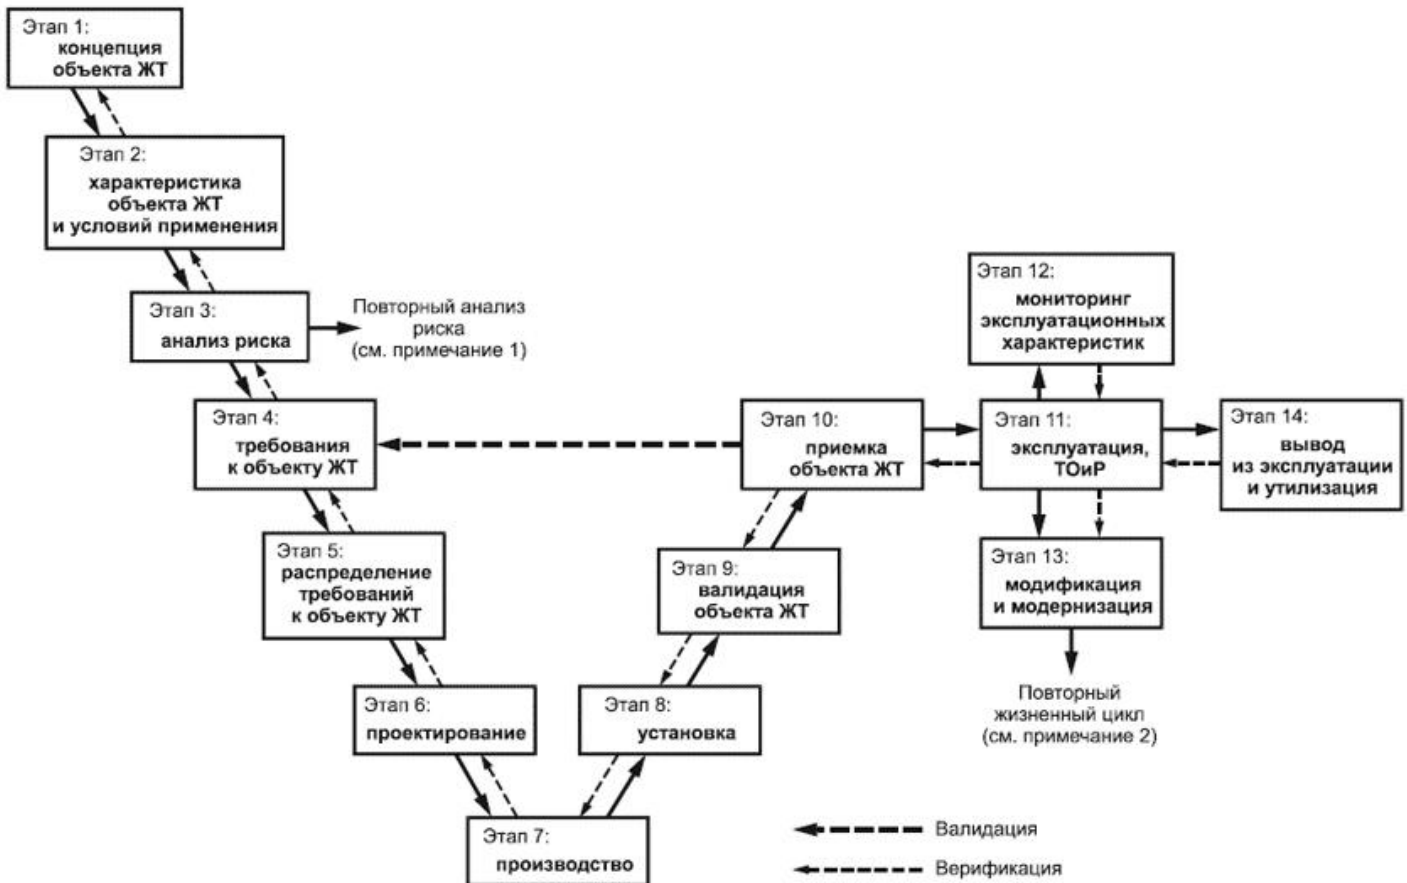 Этап 1:
концепция
объекта ЖТ
Этап 2:
характеристика
объекта ЖТ
и условий применения
Этап 3:
анализ риска
Повторный анализ
риска
(см. примечание 1)
Этап 4:
требования
к объекту ЖТ
Этап 5:
распределение
требований
к объекту ЖТ
Этап 6:
проектирование
Этап 7:
производство
Этап 8:
установка
Этап 9:
валидация
объекта ЖТ
Этап 10:
приемка
объекта ЖТ
Этап 11:
эксплуатация,
ТОиР
Этап 12:
мониторинг
эксплуатационных
характеристик
Этап 13:
модификация
и модернизация
Повторный
жизненный цикл
(см. примечание 2)
Этап 14:
вывод
из эксплуатации
и утилизация
Валидация
Верификация